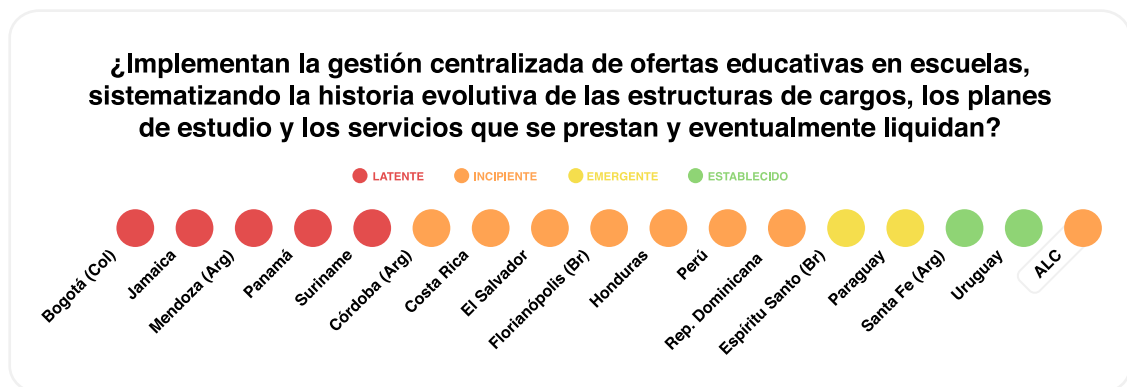 ¿Implementan la gestión centralizada de ofertas educativas en escuelas,
sistematizando la historia evolutiva de las estructuras de cargos, los planes
de estudio y los servicios que se prestan y eventualmente liquidan?
LATENTE
INCIPIENTE
EMERGENTE
ESTABLECIDO
Bogotá (Col)
Jamaica
Mendoza (Arg)
Panamá
Suriname
Córdoba (Arg)
Costa Rica
El Salvador
Florianópolis (Br)
Honduras
Perú
Rep. Dominicana
Espíritu Santo (Br)
Paraguay
Santa Fe (Arg)
Uruguay
ALC